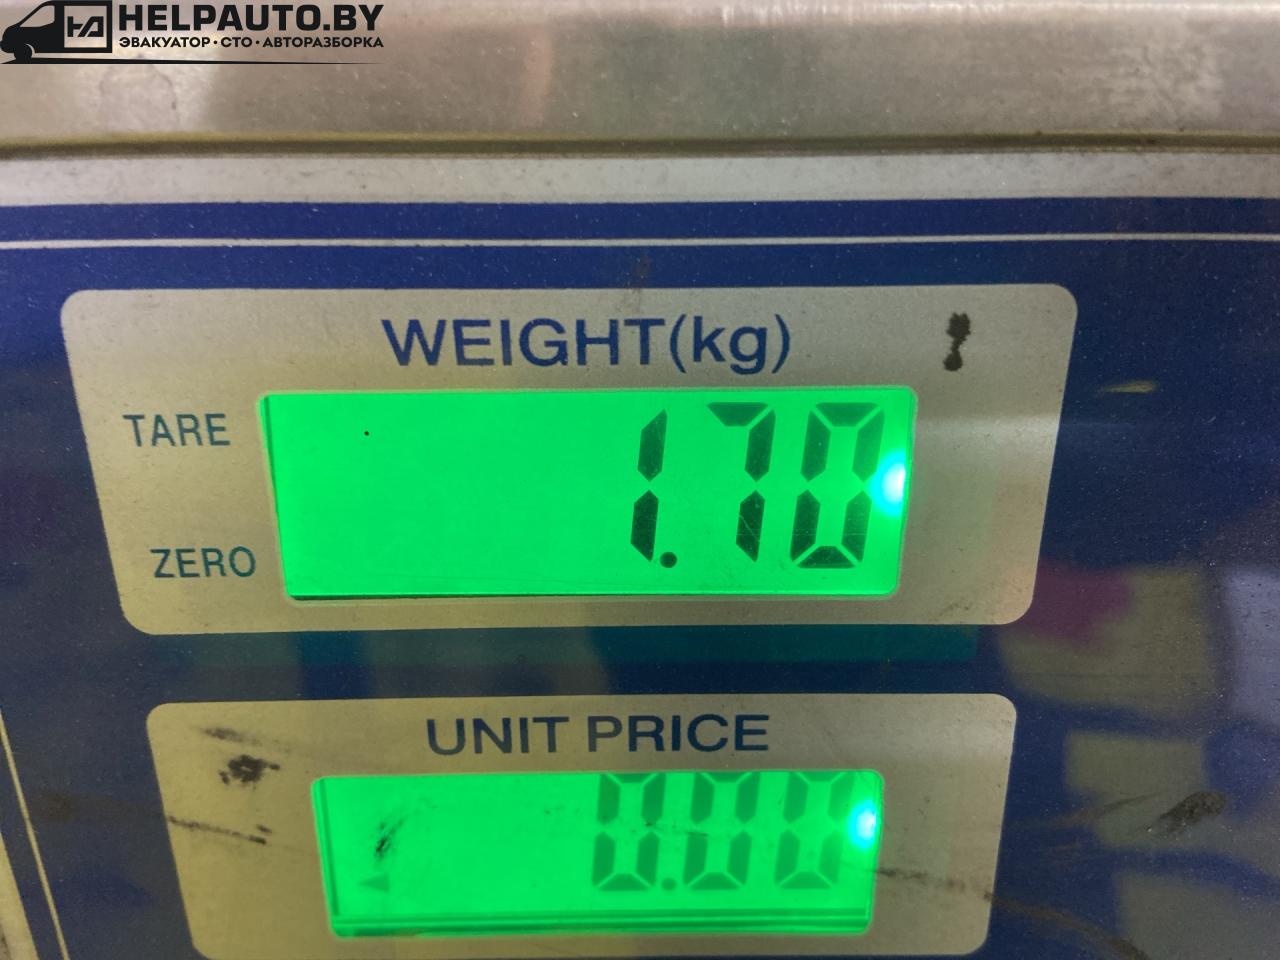 HELPAUTO.BY
ЭВАКУАТОР · СТО · АВТОРАЗБОРКА
WEIGHT(kg)
TARE
1.70
ZERO
UNIT PRICE
0.00